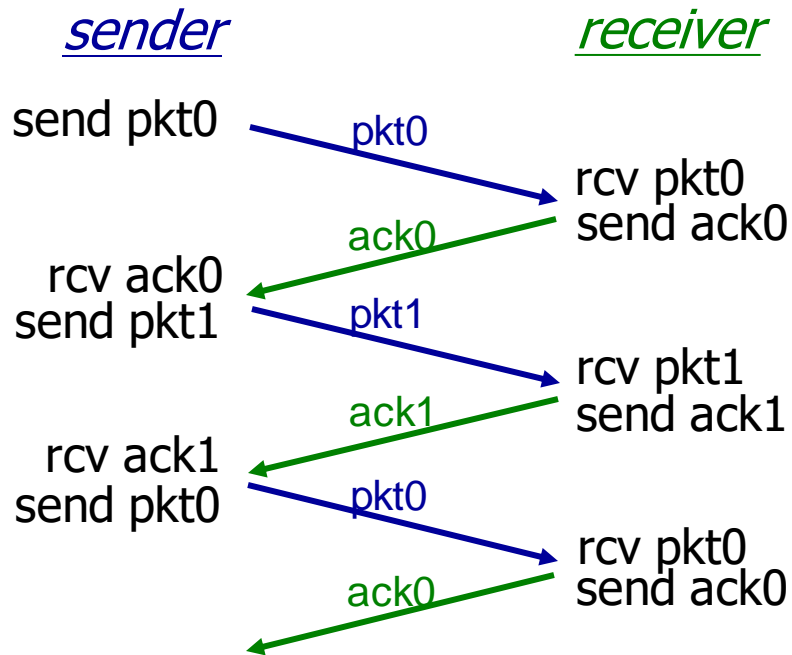 sender
receiver
send pkt0
pkt0
rcv pkt0
send ack0
ack0
rcv ack0
send pkt1
pkt1
rcv pkt1
send ack1
ack1
rcv ack1
send pkt0
pkt0
rcv pkt0
send ack0
ack0